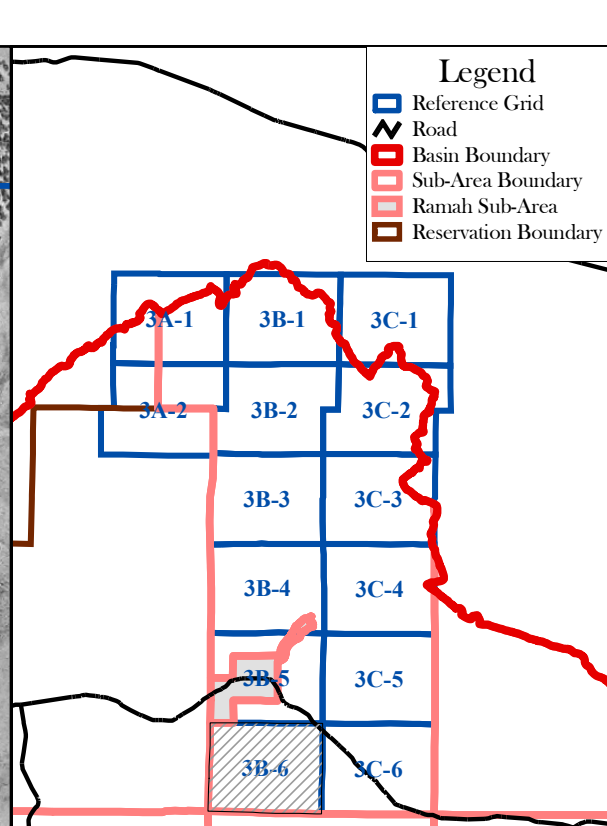 Legend
Reference Grid
Road
Basin Boundary
Sub-Area Boundary
Ramah Sub-Area
Reservation Boundary
3A-1
3B-1
3C-1
3A-2
3B-2
3C-2
3B-3
3C-3
3B-4
3C-4
3B-5
3C-5
3B-6
3C-6